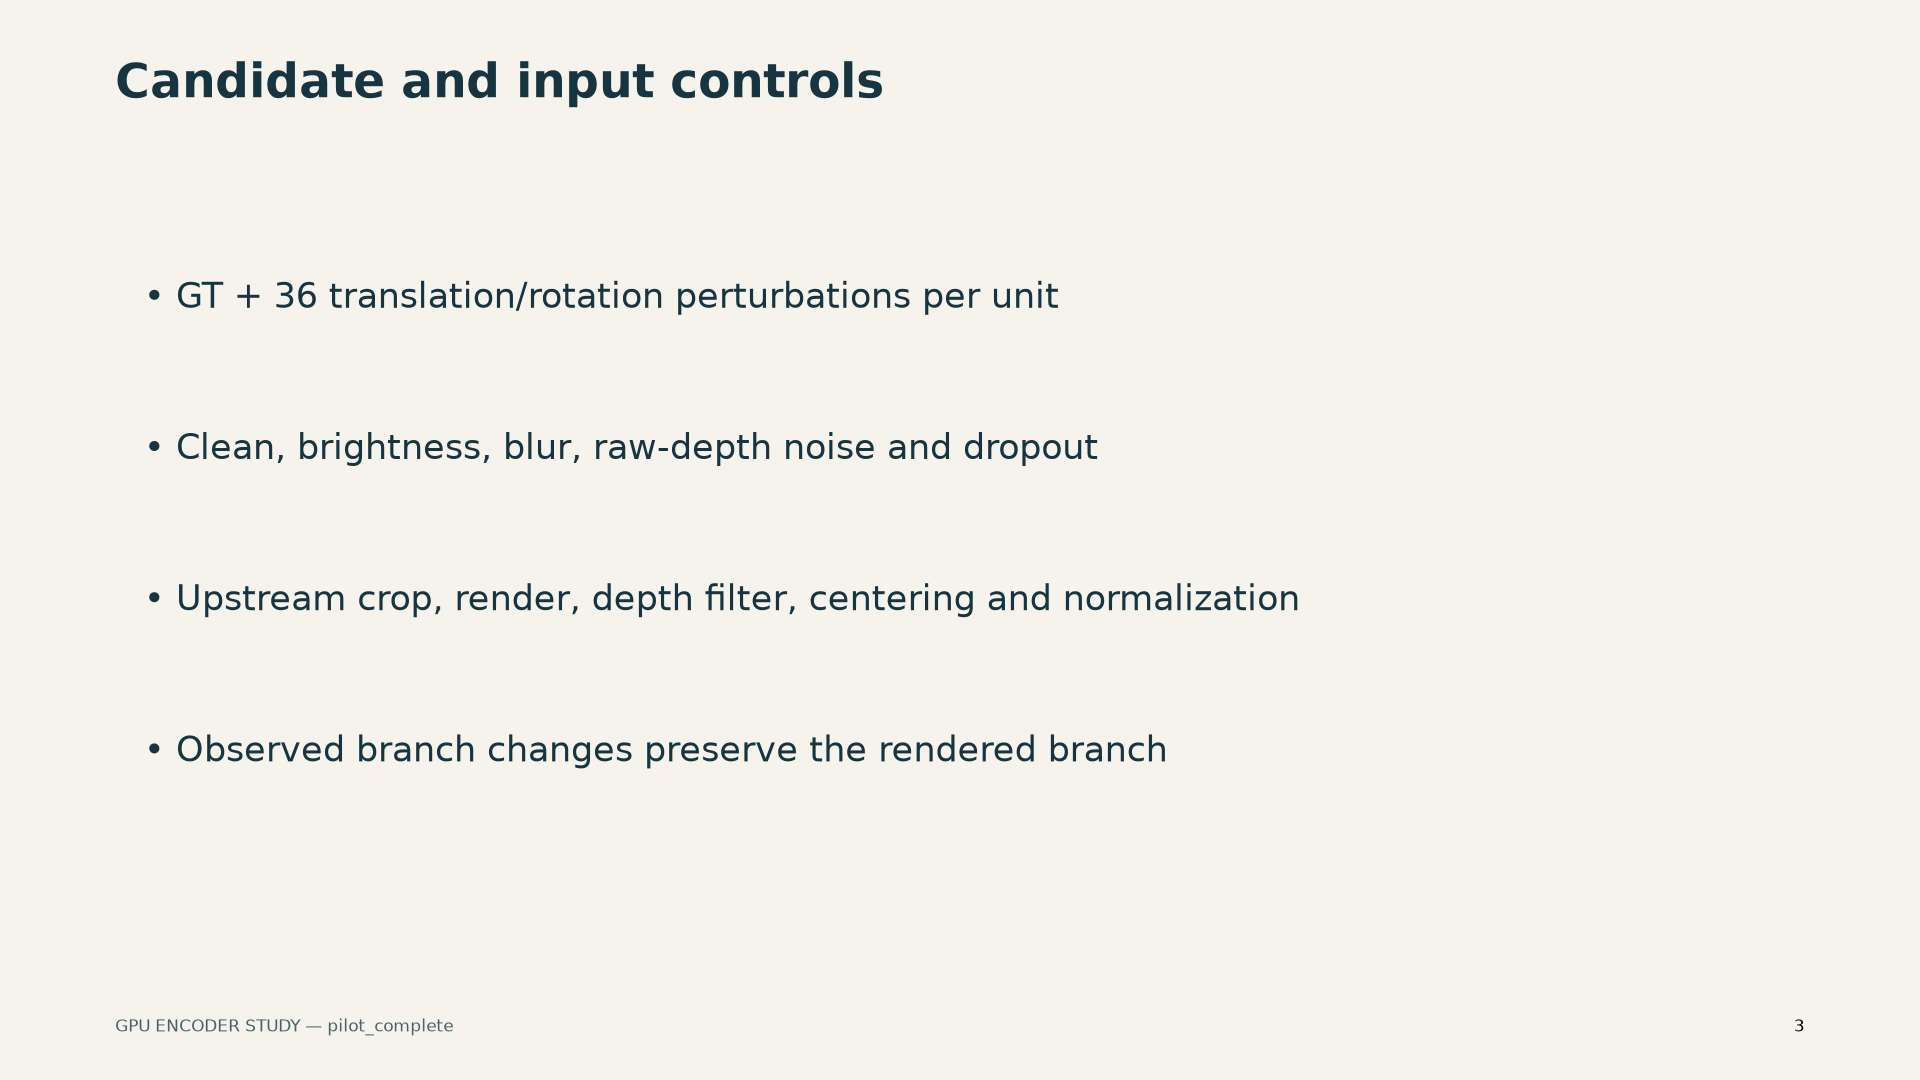 Candidate and input controls
• GT + 36 translation/rotation perturbations per unit
• Clean, brightness, blur, raw-depth noise and dropout
• Upstream crop, render, depth filter, centering and normalization
• Observed branch changes preserve the rendered branch
GPU ENCODER STUDY — pilot_complete
3